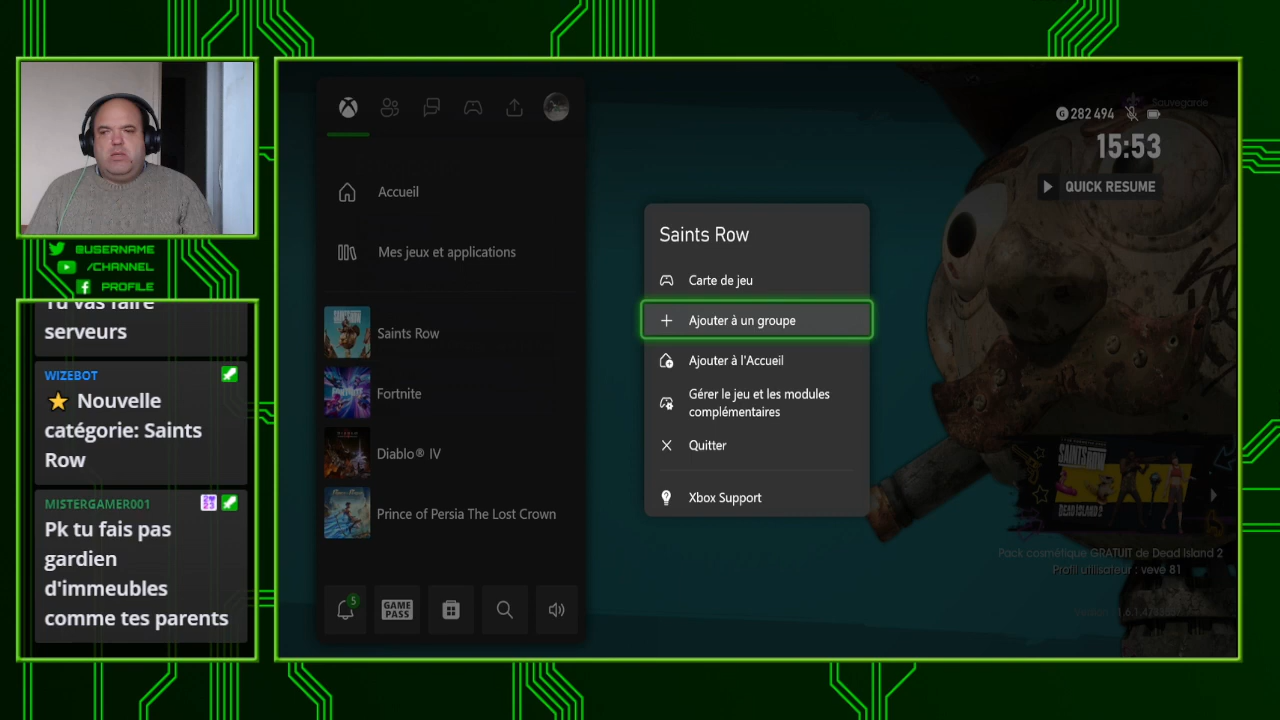 @USERNAME
/CHANNEL
PROFILE
Tu vas faire
serveurs
WIZEBOT
⭐ Nouvelle
catégorie: Saints
Row
MISTERGAMER001
Pk tu fais pas
gardien
d'immeubles
comme tes parents
Accueil
Mes jeux et applications
Saints Row
Fortnite
Diablo® IV
Prince of Persia The Lost Crown
5
GAME
PASS
Saints Row
Carte de jeu
Ajouter à un groupe
Ajouter à l'Accueil
Gérer le jeu et les modules
complémentaires
Quitter
Xbox Support
Sauvegarde
G 282 494
15:53
QUICK RESUME
SAINTS ROW
DEAD ISLAND 2
Pack cosmétique GRATUIT de Dead Island 2
Profil utilisateur : vevé 81